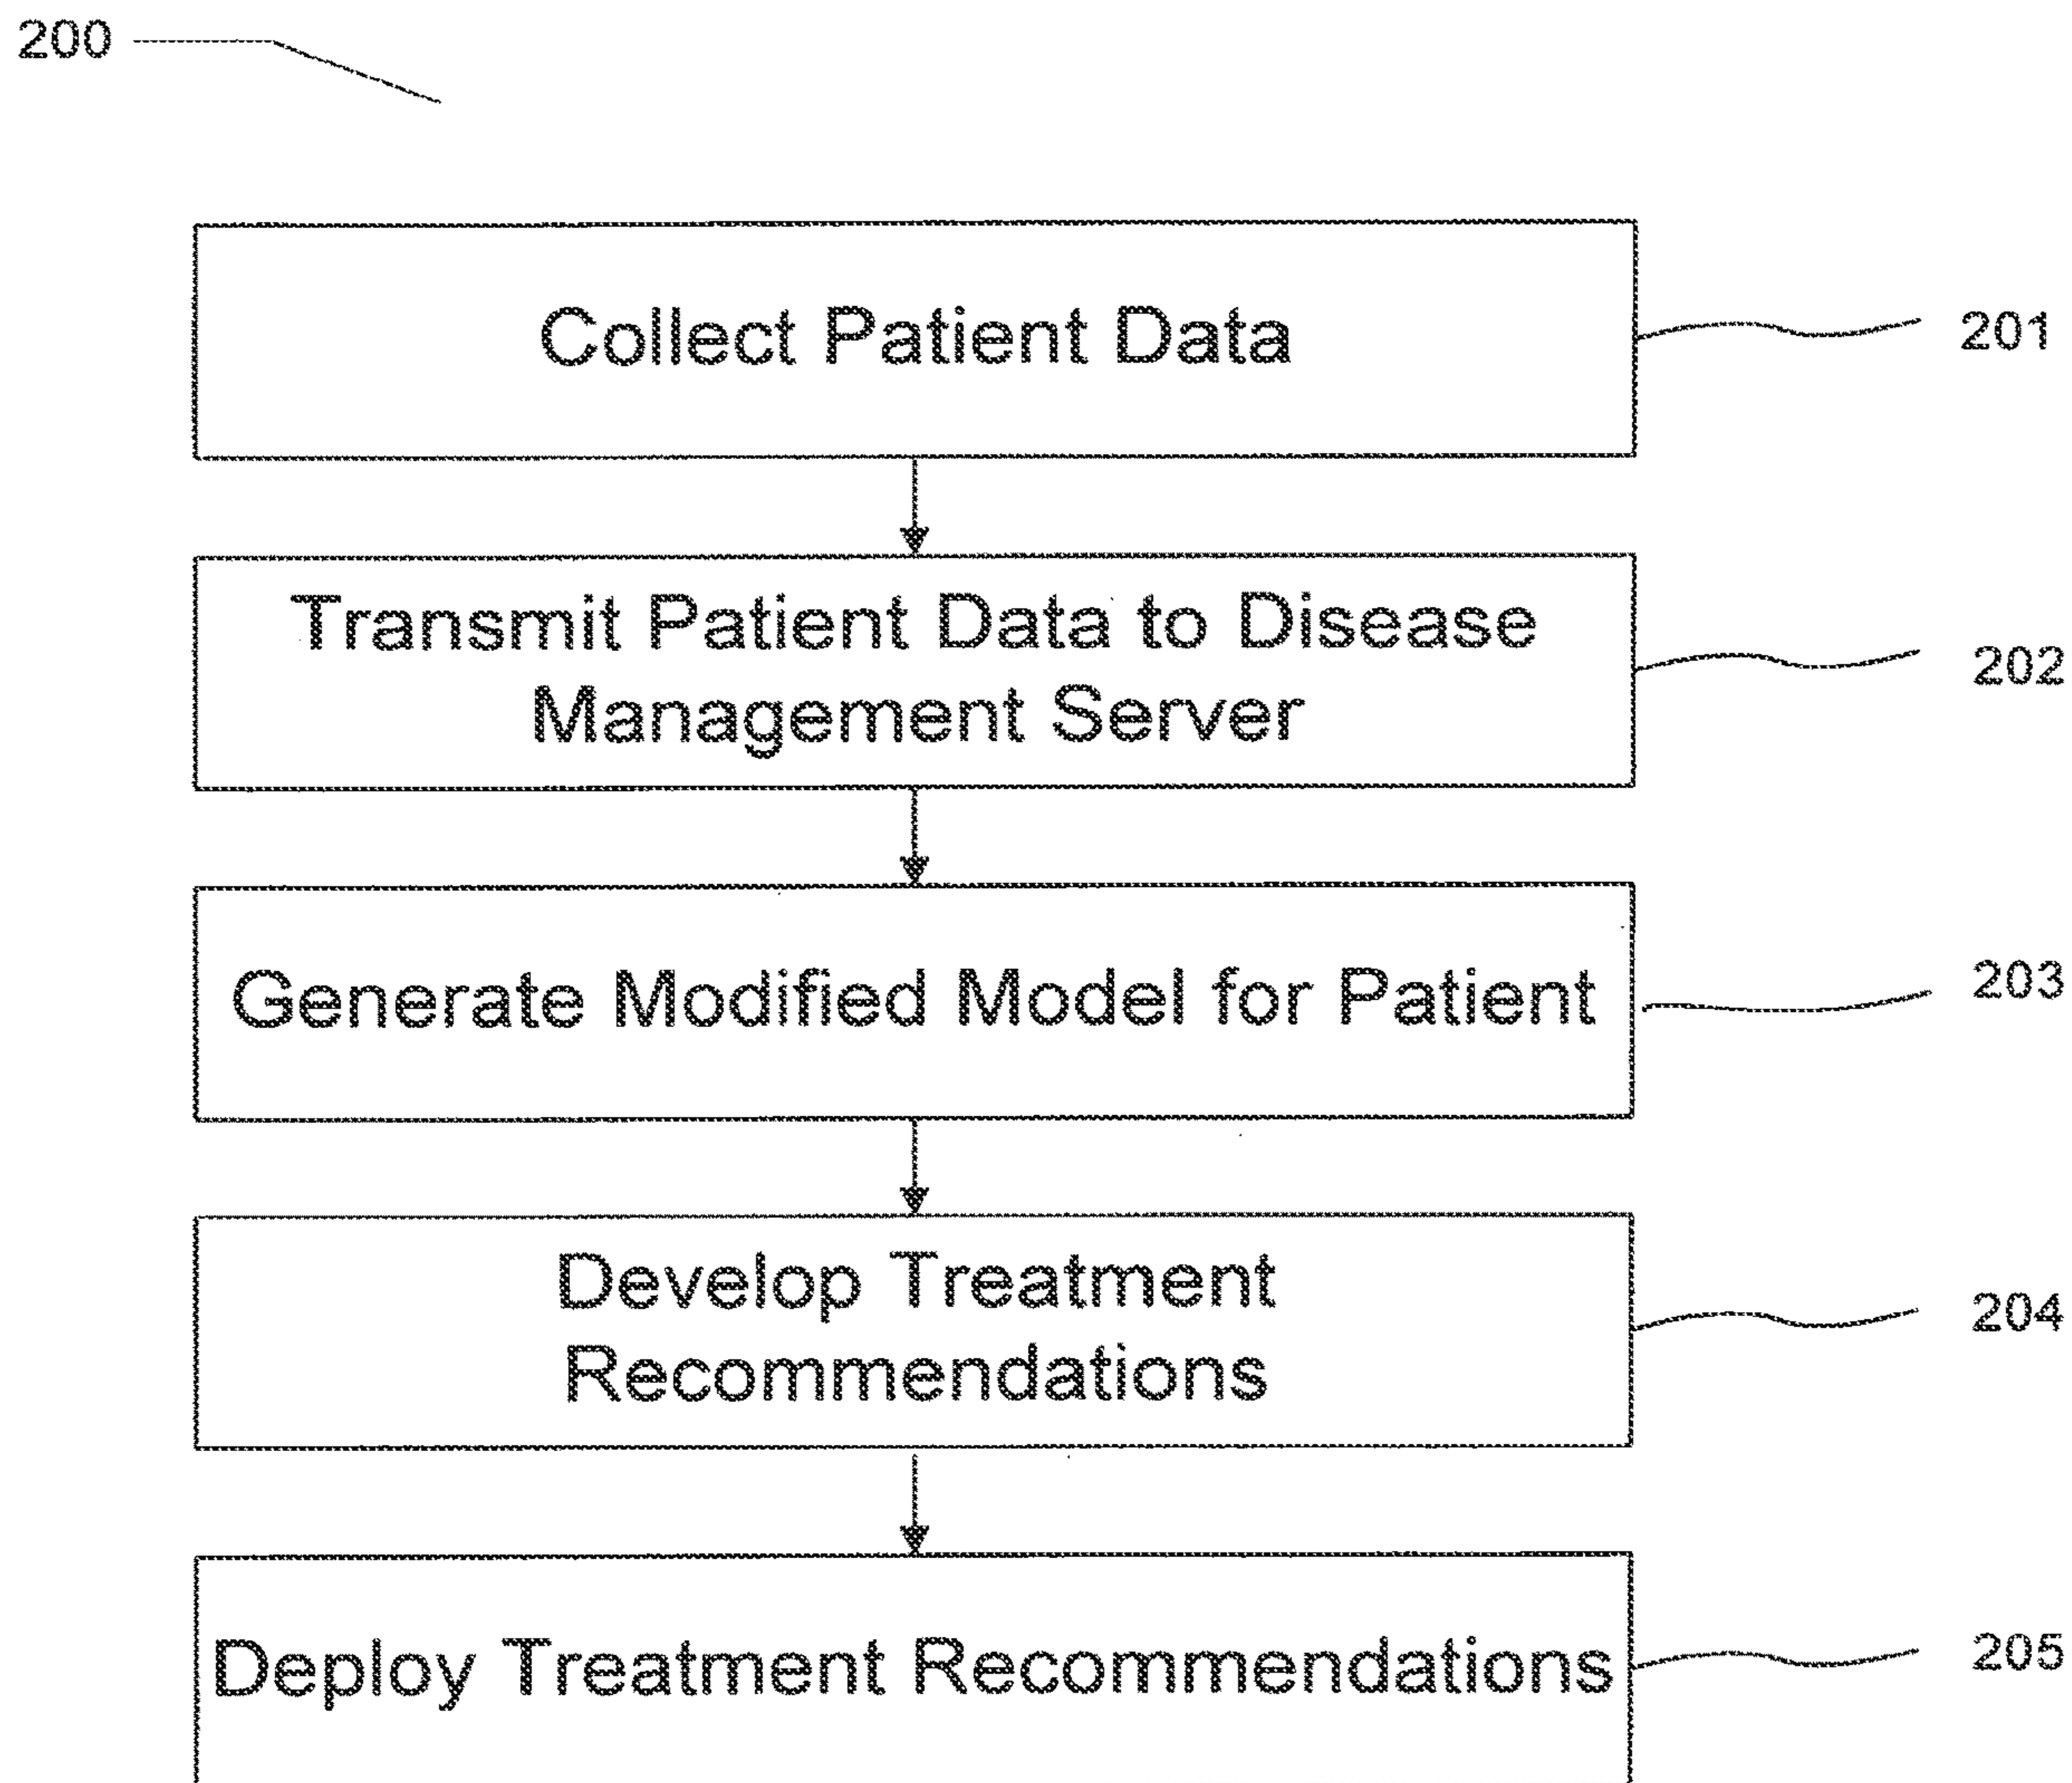 200
Collect Patient Data
201
Transmit Patient Data to Disease
Management Server
202
Generate Modified Model for Patient
203
Develop Treatment
Recommendations
204
Deploy Treatment Recommendations
205